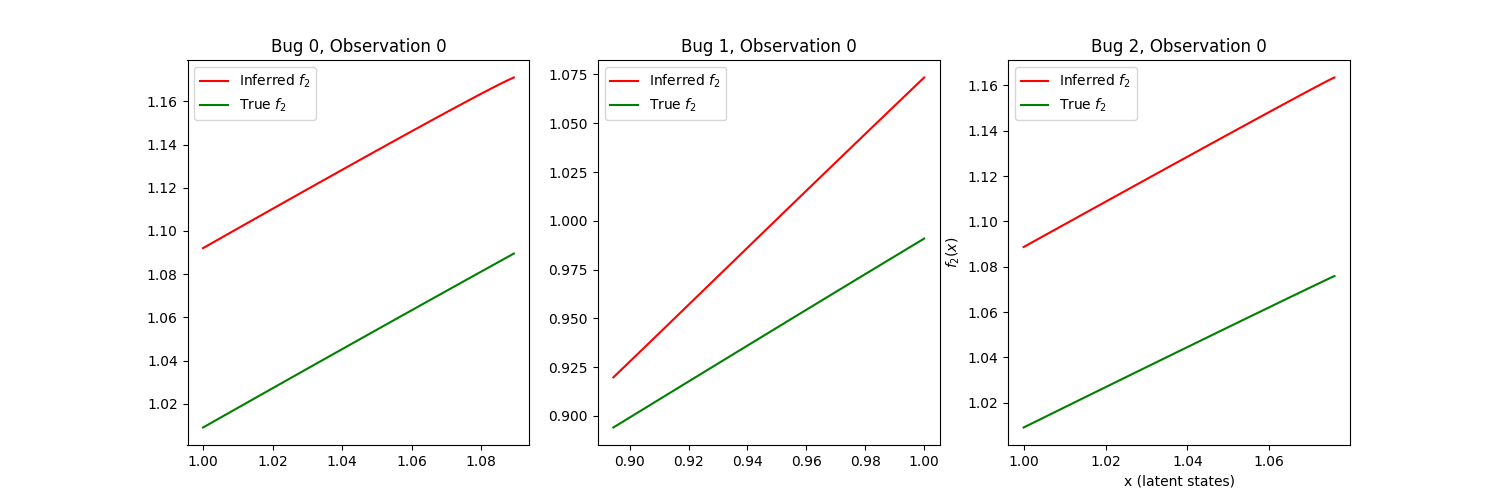 Bug 0, Observation 0
Inferred f₂
True f₂
1.16
1.14
1.12
1.10
1.08
1.06
1.04
1.02
1.00 1.02 1.04 1.06 1.08
Bug 1, Observation 0
Inferred f₂
True f₂
1.075
1.050
1.025
1.000
0.975
0.950
0.925
0.900
0.90 0.92 0.94 0.96 0.98 1.00
Bug 2, Observation 0
Inferred f₂
True f₂
f₂(x)
1.16
1.14
1.12
1.10
1.08
1.06
1.04
1.02
1.00 1.02 1.04 1.06
x (latent states)